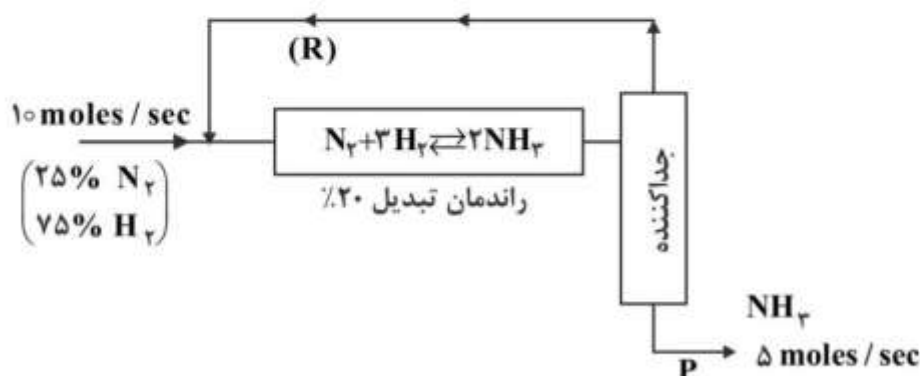 (R)
۱۰ moles / sec
(۲۵% N۲
۷۵% H۲)
N۲+۳H۲⇄۲NH۳
راندمان تبدیل ۲۰٪
جداکننده
NH۳
۵ moles / sec
P